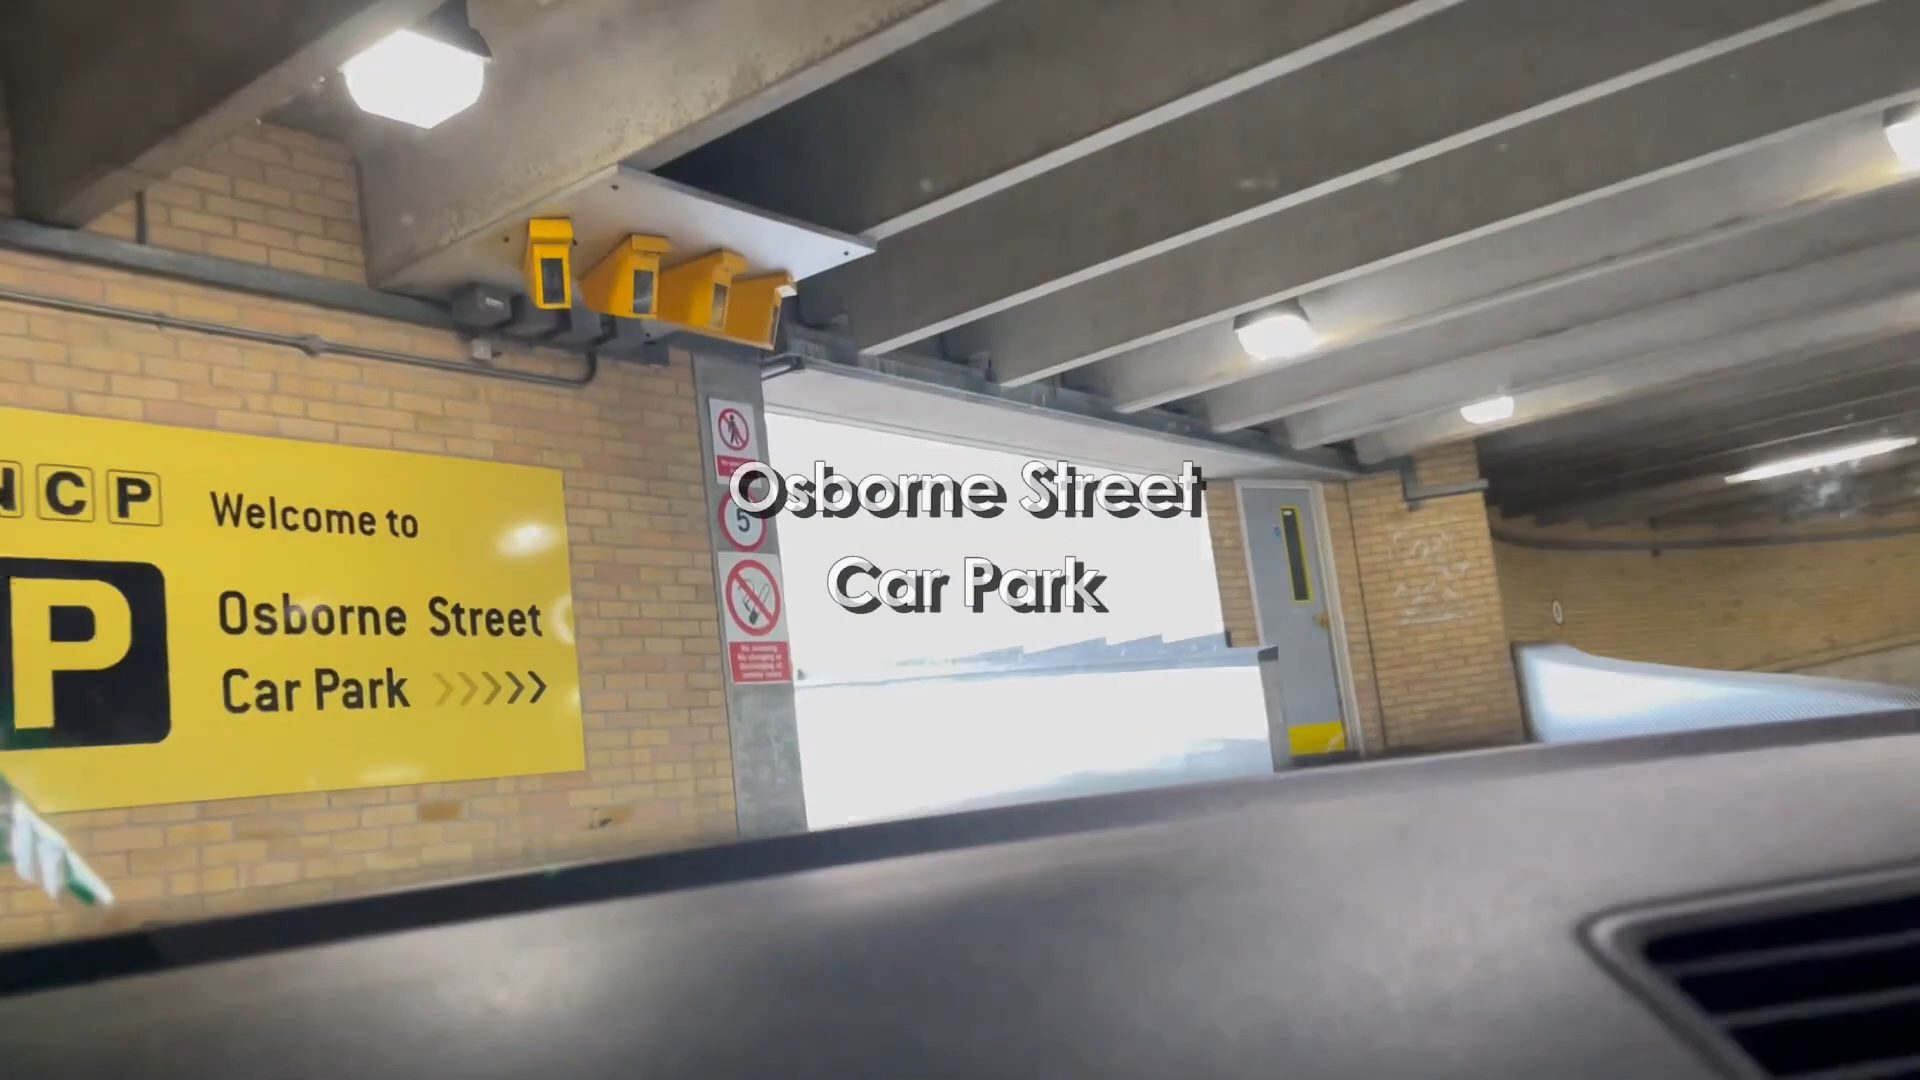 NCP
Welcome to
P
Osborne Street
Car Park >>>>>
5
Osborne Street
Car Park